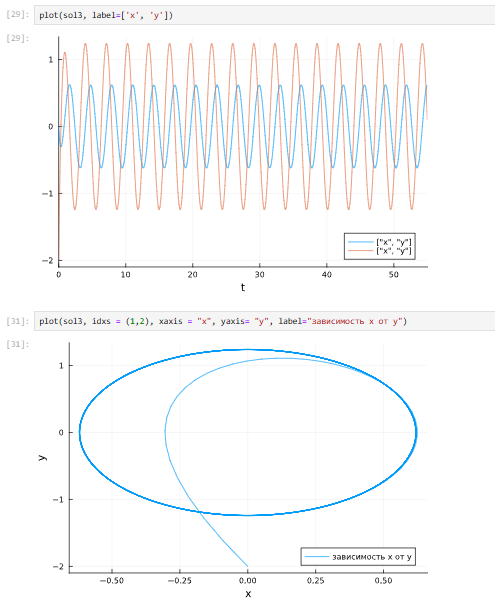 [29]: plot(sol3, label=['x', 'y'])
[29]:
1
0
−1
−2
0 10 20 30 40 50
t
["x", "y"]
["x", "y"]
[31]: plot(sol3, idxs = (1,2), xaxis = "x", yaxis= "y", label="зависимость x от y")
[31]:
1
0
−1
−2
y
−0.50 −0.25 0.00 0.25 0.50
x
зависимость x от y